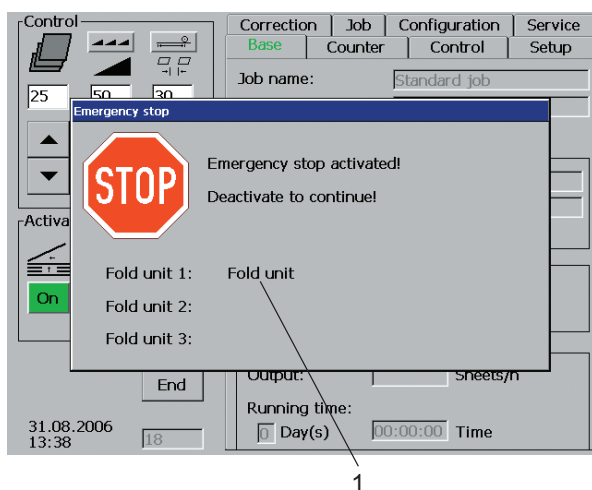 Control
25
50
30
Correction
Job
Configuration
Service
Base
Counter
Control
Setup
Job name:
Standard job
Emergency stop
STOP
Emergency stop activated!
Deactivate to continue!
Fold unit 1: Fold unit
Fold unit 2:
Fold unit 3:
Activa
On
End
31.08.2006
13:38
18
Output:
Sheets/h
Running time:
0 Day(s) 00:00:00 Time
1